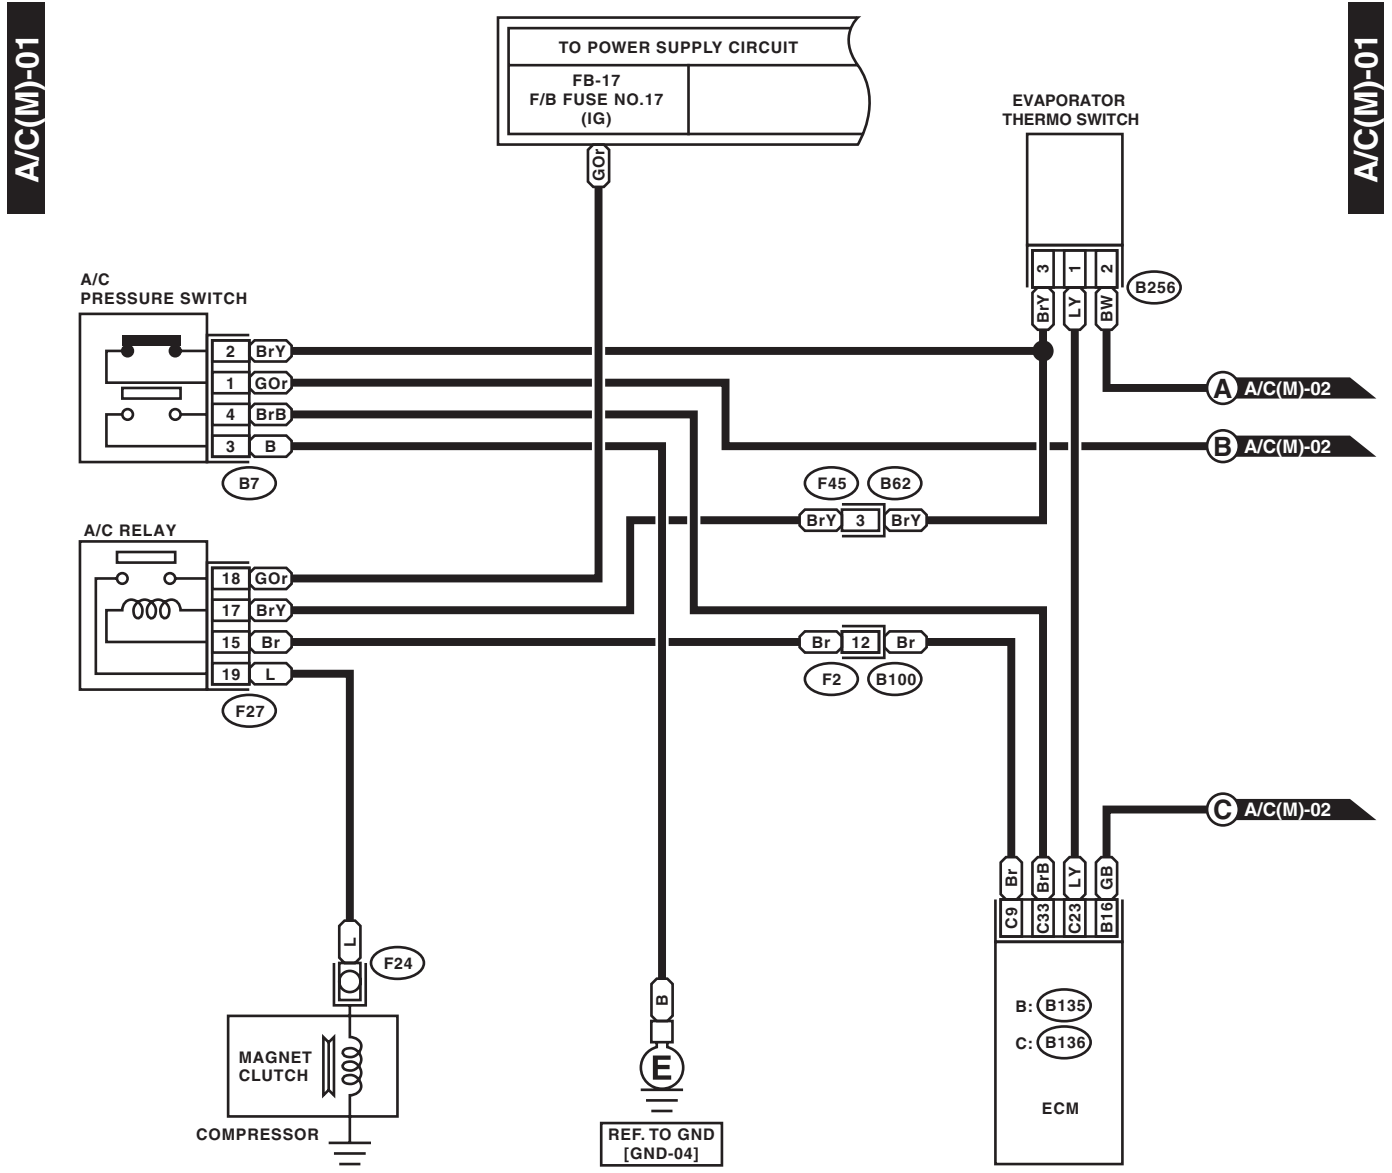 A/C(M)-01
A/C(M)-01
TO POWER SUPPLY CIRCUIT
FB-17
F/B FUSE NO.17
(IG)
GOr
EVAPORATOR
THERMO SWITCH
3 1 2
BrY LY BW
B256
A/C
PRESSURE SWITCH
2 BrY
1 GOr
4 BrB
3 B
B7
A A/C(M)-02
B A/C(M)-02
F45 B62
BrY 3 BrY
A/C RELAY
18 GOr
17 BrY
15 Br
19 L
F27
Br 12 Br
F2 B100
C A/C(M)-02
Br BrB LY GB
C9 C33 C23 B16
L
F24
B
E
REF. TO GND
[GND-04]
MAGNET
CLUTCH
COMPRESSOR
B: B135
C: B136
ECM